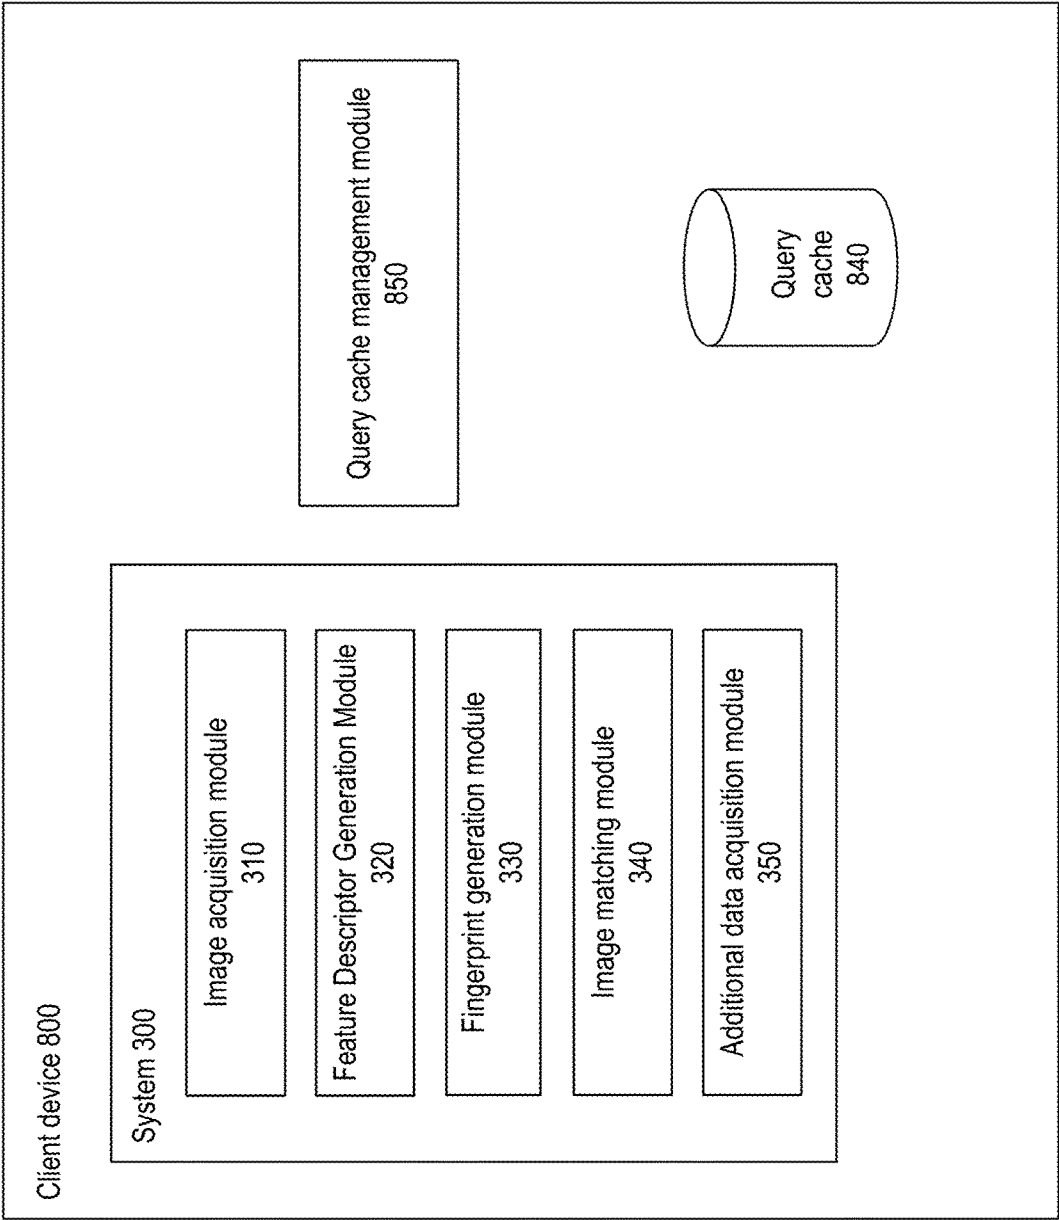 Client device 800
System 300
Image acquisition module
310
Feature Descriptor Generation Module
320
Fingerprint generation module
330
Image matching module
340
Additional data acquisition module
350
Query cache management module
850
Query
cache
840